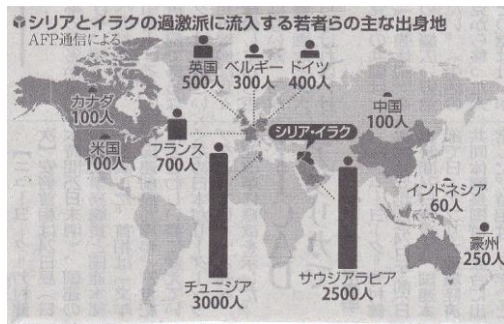 シリアとイラクの過激派に流入する若者らの主な出身地
AFP通信による
英国
500人
ベルギー
300人
ドイツ
400人
カナダ
100人
中国
100人
米国
100人
フランス
700人
シリア・イラク
インドネシア
60人
豪州
250人
チュニジア
3000人
サウジアラビア
2500人